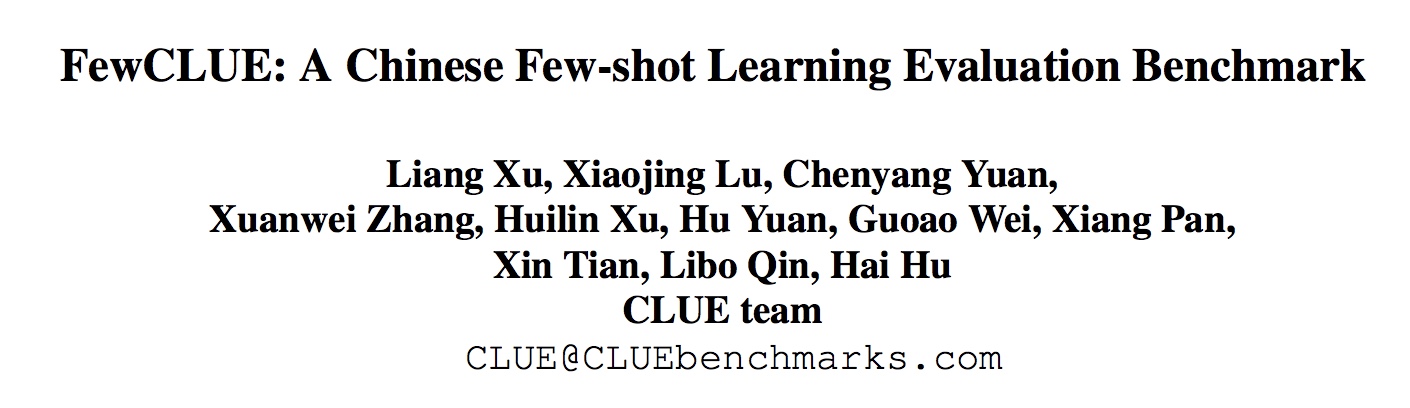 FewCLUE: A Chinese Few-shot Learning Evaluation Benchmark
Liang Xu, Xiaojing Lu, Chenyang Yuan,
Xuanwei Zhang, Huilin Xu, Hu Yuan, Guoao Wei, Xiang Pan,
Xin Tian, Libo Qin, Hai Hu
CLUE team
CLUE@CLUEbenchmarks.com